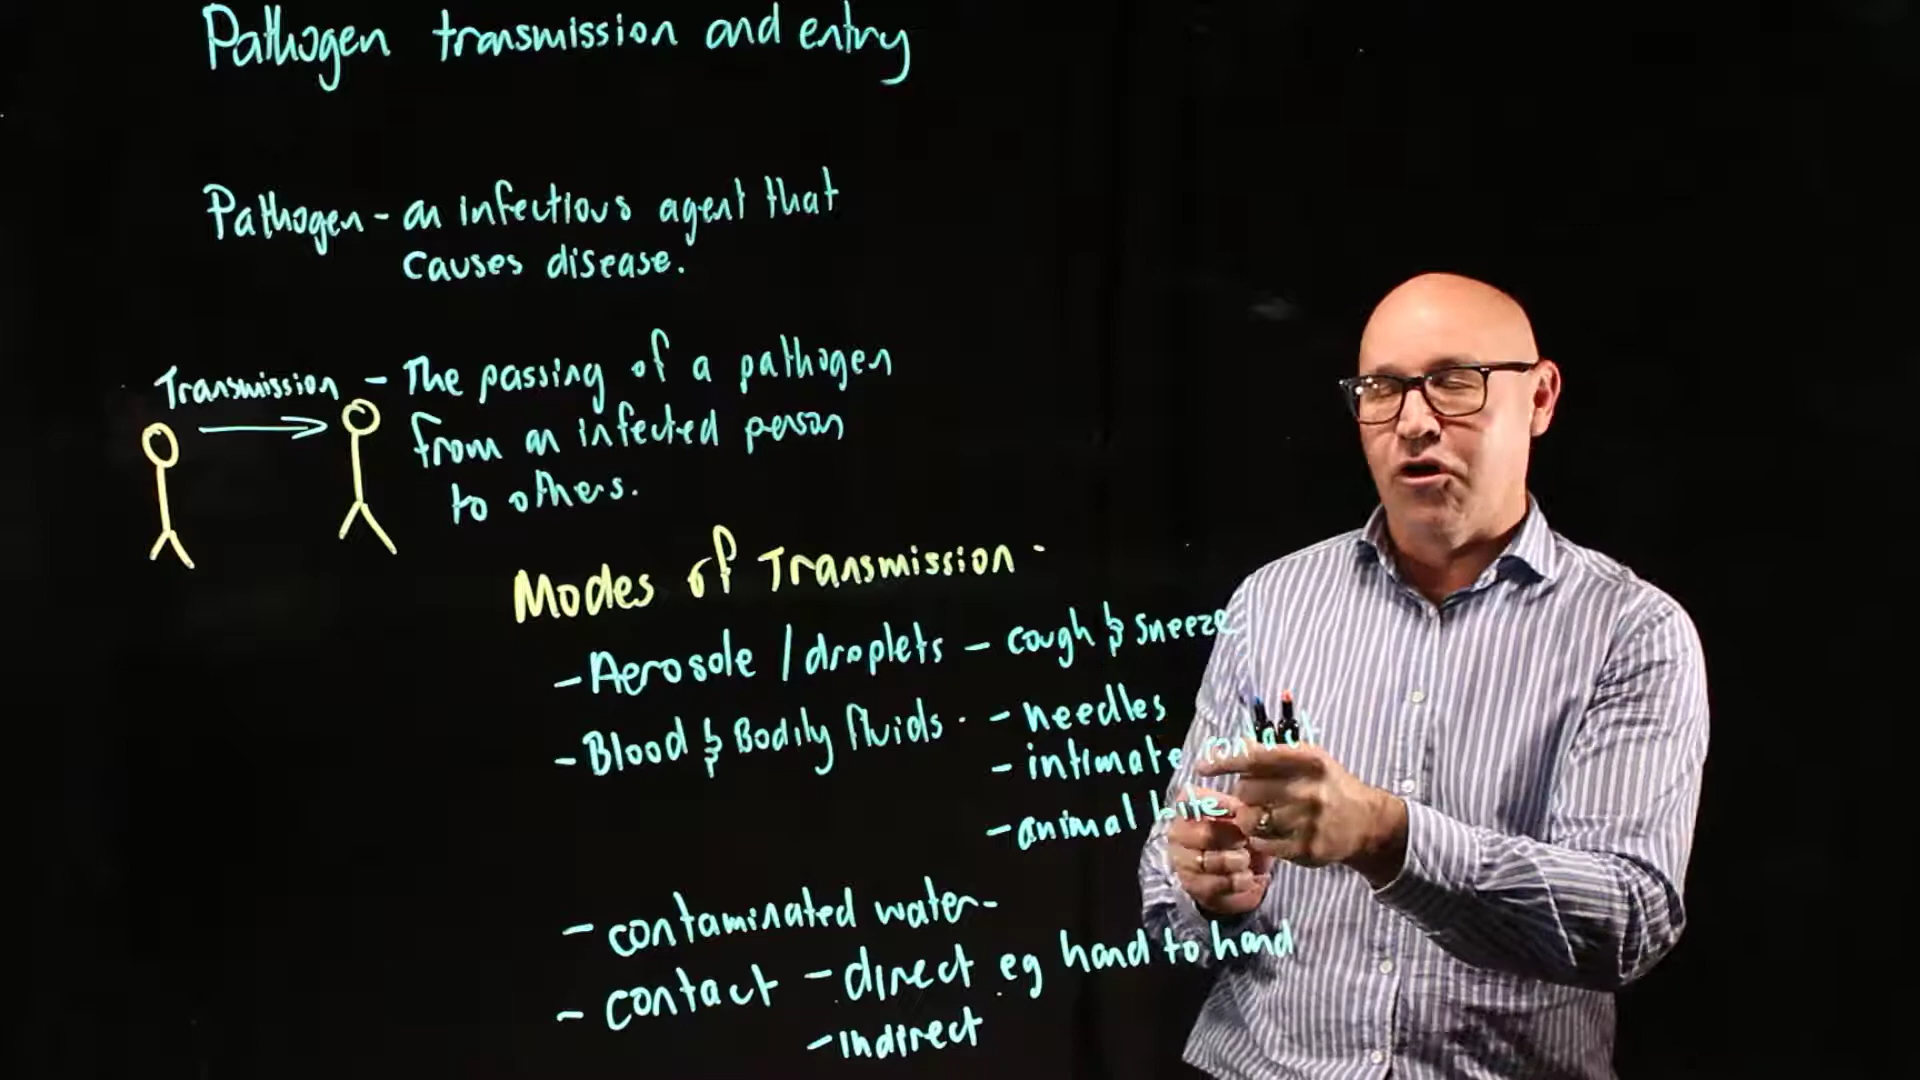 Pathogen transmission and entry
Pathogen - an infectious agent that
causes disease.
Transmission - The passing of a pathogen
from an infected person
to others.
Modes of Transmission -
- Aerosole / droplets - cough & sneeze
- Blood & Bodily fluids - - needles
- intimate contact
- animal bite
- contaminated water -
- contact - direct eg hand to hand
- indirect